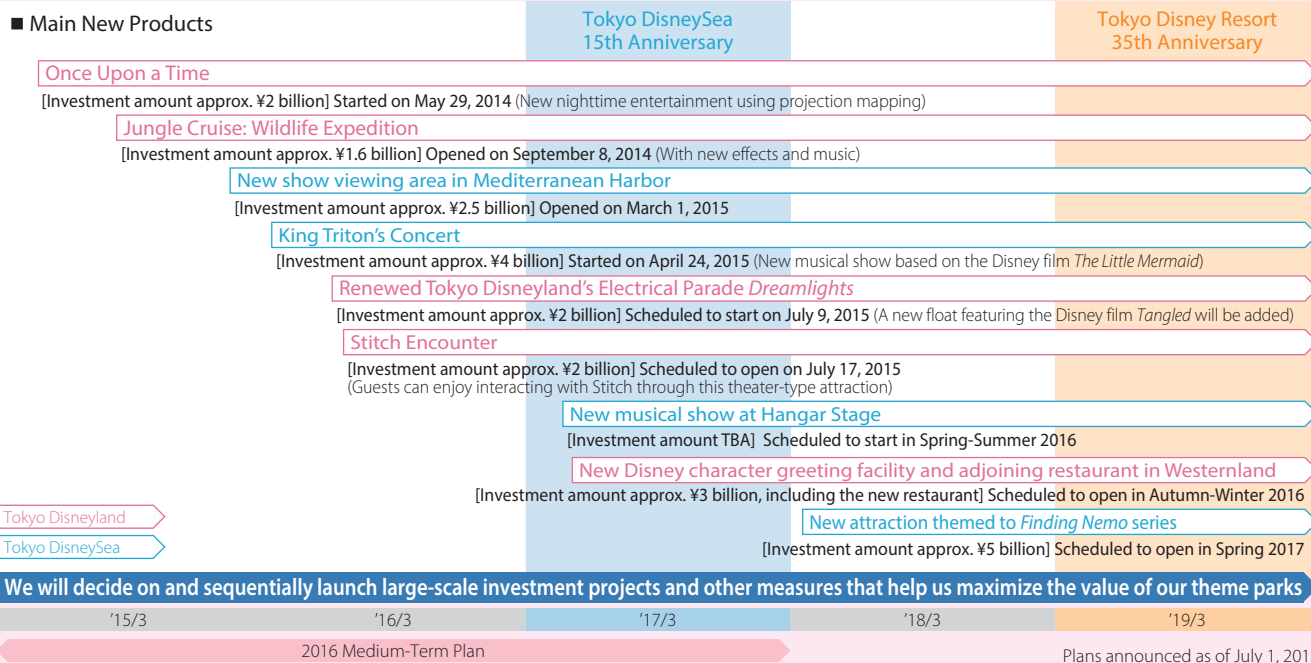 ■ Main New Products
Tokyo DisneySea
15th Anniversary
Tokyo Disney Resort
35th Anniversary
Once Upon a Time
[Investment amount approx. ¥2 billion] Started on May 29, 2014 (New nighttime entertainment using projection mapping)
Jungle Cruise: Wildlife Expedition
[Investment amount approx. ¥1.6 billion] Opened on September 8, 2014 (With new effects and music)
New show viewing area in Mediterranean Harbor
[Investment amount approx. ¥2.5 billion] Opened on March 1, 2015
King Triton's Concert
[Investment amount approx. ¥4 billion] Started on April 24, 2015 (New musical show based on the Disney film The Little Mermaid)
Renewed Tokyo Disneyland's Electrical Parade Dreamlights
[Investment amount approx. ¥2 billion] Scheduled to start on July 9, 2015 (A new float featuring the Disney film Tangled will be added)
Stitch Encounter
[Investment amount approx. ¥2 billion] Scheduled to open on July 17, 2015
(Guests can enjoy interacting with Stitch through this theater-type attraction)
New musical show at Hangar Stage
[Investment amount TBA] Scheduled to start in Spring-Summer 2016
New Disney character greeting facility and adjoining restaurant in Westernland
[Investment amount approx. ¥3 billion, including the new restaurant] Scheduled to open in Autumn-Winter 2016
Tokyo Disneyland
New attraction themed to Finding Nemo series
Tokyo DisneySea
[Investment amount approx. ¥5 billion] Scheduled to open in Spring 2017
We will decide on and sequentially launch large-scale investment projects and other measures that help us maximize the value of our theme parks
'15/3 '16/3 '17/3 '18/3 '19/3
2016 Medium-Term Plan
Plans announced as of July 1, 201